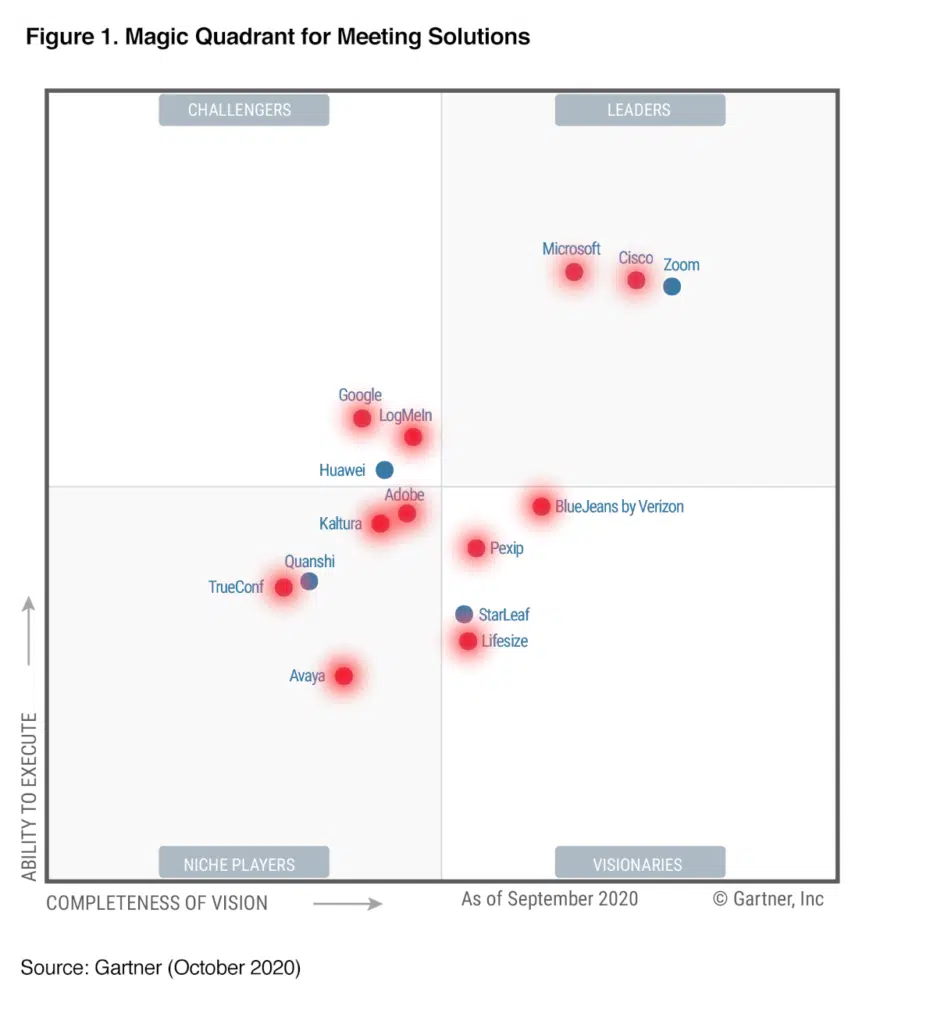 Figure 1. Magic Quadrant for Meeting Solutions
CHALLENGERS
LEADERS
Microsoft
Cisco
Zoom
Google
LogMeIn
Huawei
Adobe
Kaltura
BlueJeans by Verizon
Pexip
Quanshi
TrueConf
StarLeaf
Lifesize
Avaya
ABILITY TO EXECUTE
NICHE PLAYERS
VISIONARIES
COMPLETENESS OF VISION
As of September 2020
© Gartner, Inc
Source: Gartner (October 2020)